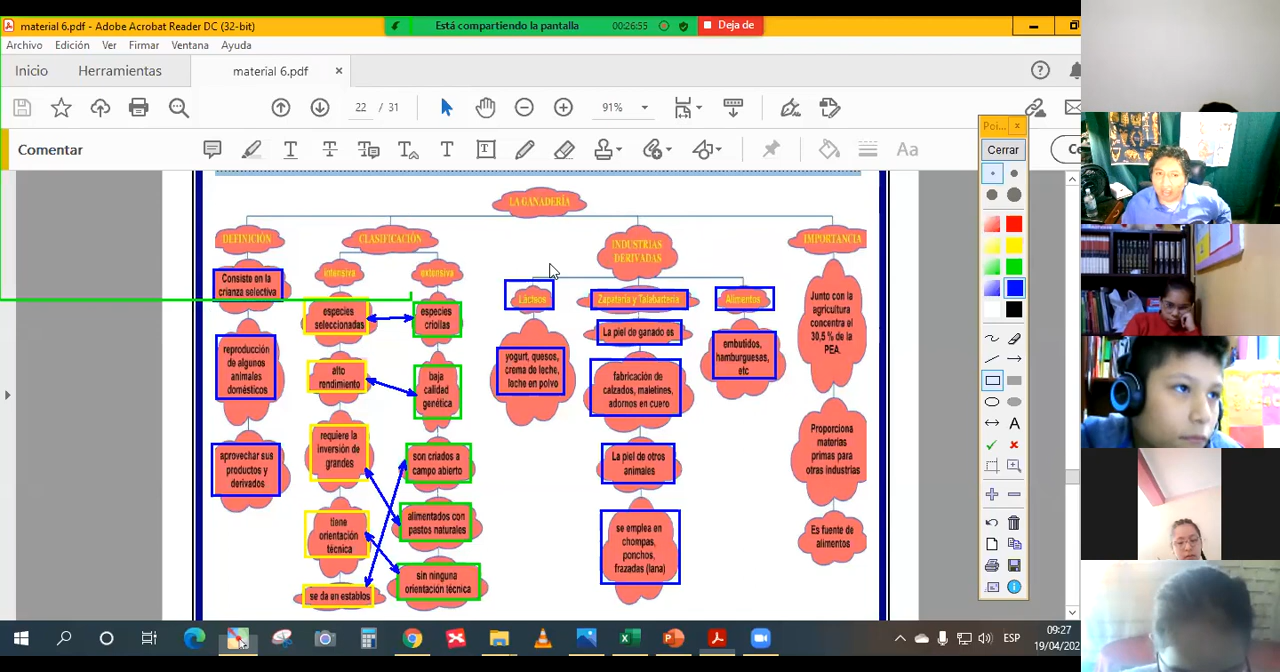 material 6.pdf - Adobe Acrobat Reader DC (32-bit)
Está compartiendo la pantalla
00:26:55
Deja de
Archivo Edición Ver Firmar Ventana Ayuda
Inicio Herramientas material 6.pdf ×
22 / 31
91%
Comentar
Cerrar
LA GANADERÍA
DEFINICIÓN
Consiste en la
crianza selectiva
reproducción
de algunos
animales
domésticos
aprovechar sus
productos y
derivados
CLASIFICACIÓN
intensiva
especies
seleccionadas
alto
rendimiento
requiere la
inversión de
grandes
tiene
orientación
técnica
se da en establos
extensiva
especies
criollas
baja
calidad
genética
son criados a
campo abierto
alimentados con
pastos naturales
sin ninguna
orientación técnica
INDUSTRIAS
DERIVADAS
Lácteos
yogurt, quesos,
crema de leche,
leche en polvo
Zapatería y Talabartería
La piel de ganado es
fabricación de
calzados, maletines,
adornos en cuero
La piel de otros
animales
se emplea en
chompas,
ponchos,
frazadas (lana)
Alimentos
embutidos,
hamburguesas,
etc
IMPORTANCIA
Junto con la
agricultura
concentra el
30,5 % de la
PEA.
Proporciona
materias
primas para
otras industrias
Es fuente de
alimentos
ESP
09:27
19/04/202